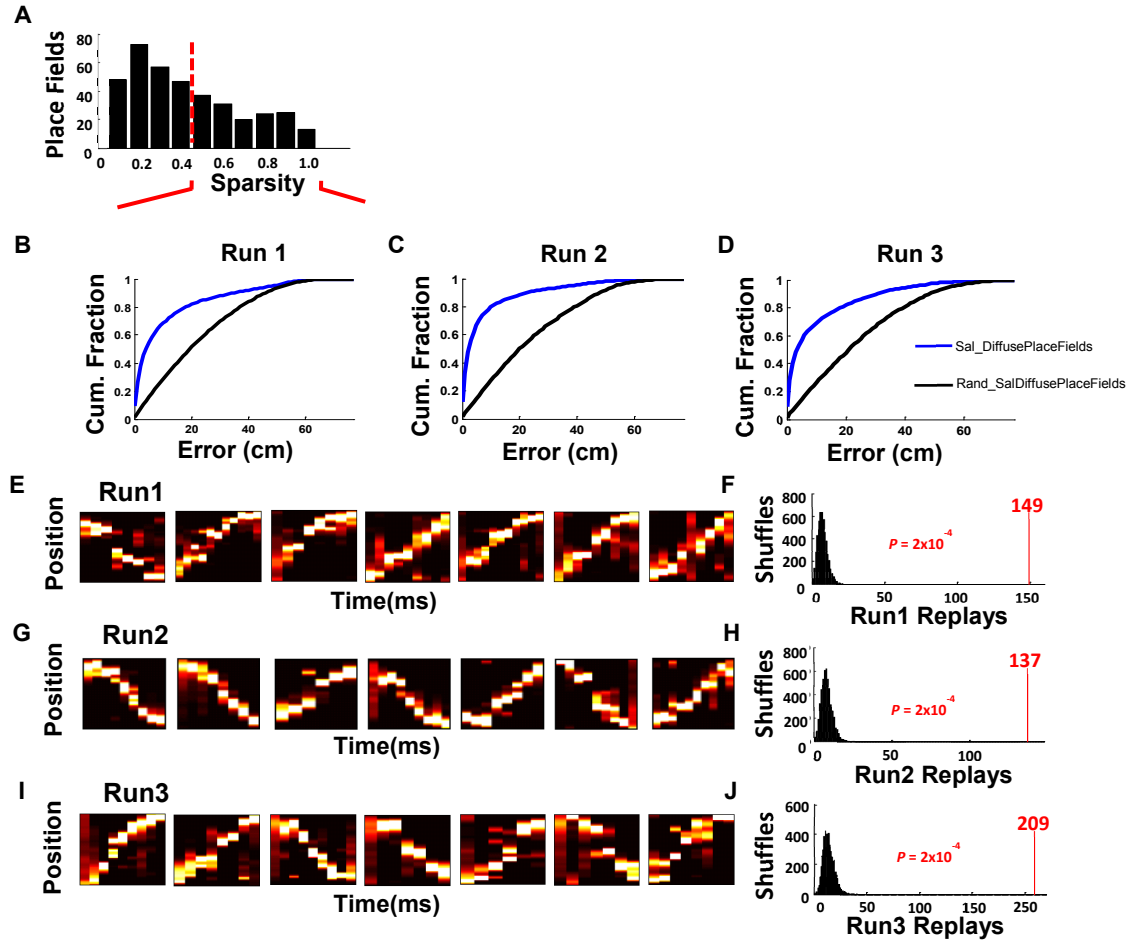 A
Place Fields
80
60
40
20
0
0 0.2 0.4 0.6 0.8 1.0
Sparsity
B
Run 1
Cum. Fraction
1
0.8
0.6
0.4
0.2
0 20 40 60
Error (cm)
C
Run 2
Cum. Fraction
1
0.8
0.6
0.4
0.2
0 20 40 60
Error (cm)
D
Run 3
Cum. Fraction
1
0.8
0.6
0.4
0.2
0 20 40 60
Error (cm)
Sal_DiffusePlaceFields
Rand_SalDiffusePlaceFields
E
Run1
Position
Time(ms)
F
Shuffles
800
600
400
200
0
149
P = 2x10⁻⁴
0 50 100 150
Run1 Replays
G
Run2
Position
Time(ms)
H
Shuffles
800
600
400
200
0
137
P = 2x10⁻⁴
0 50 100
Run2 Replays
I
Run3
Position
Time(ms)
J
Shuffles
600
400
200
0
209
P = 2x10⁻⁴
0 50 100 150 250
Run3 Replays